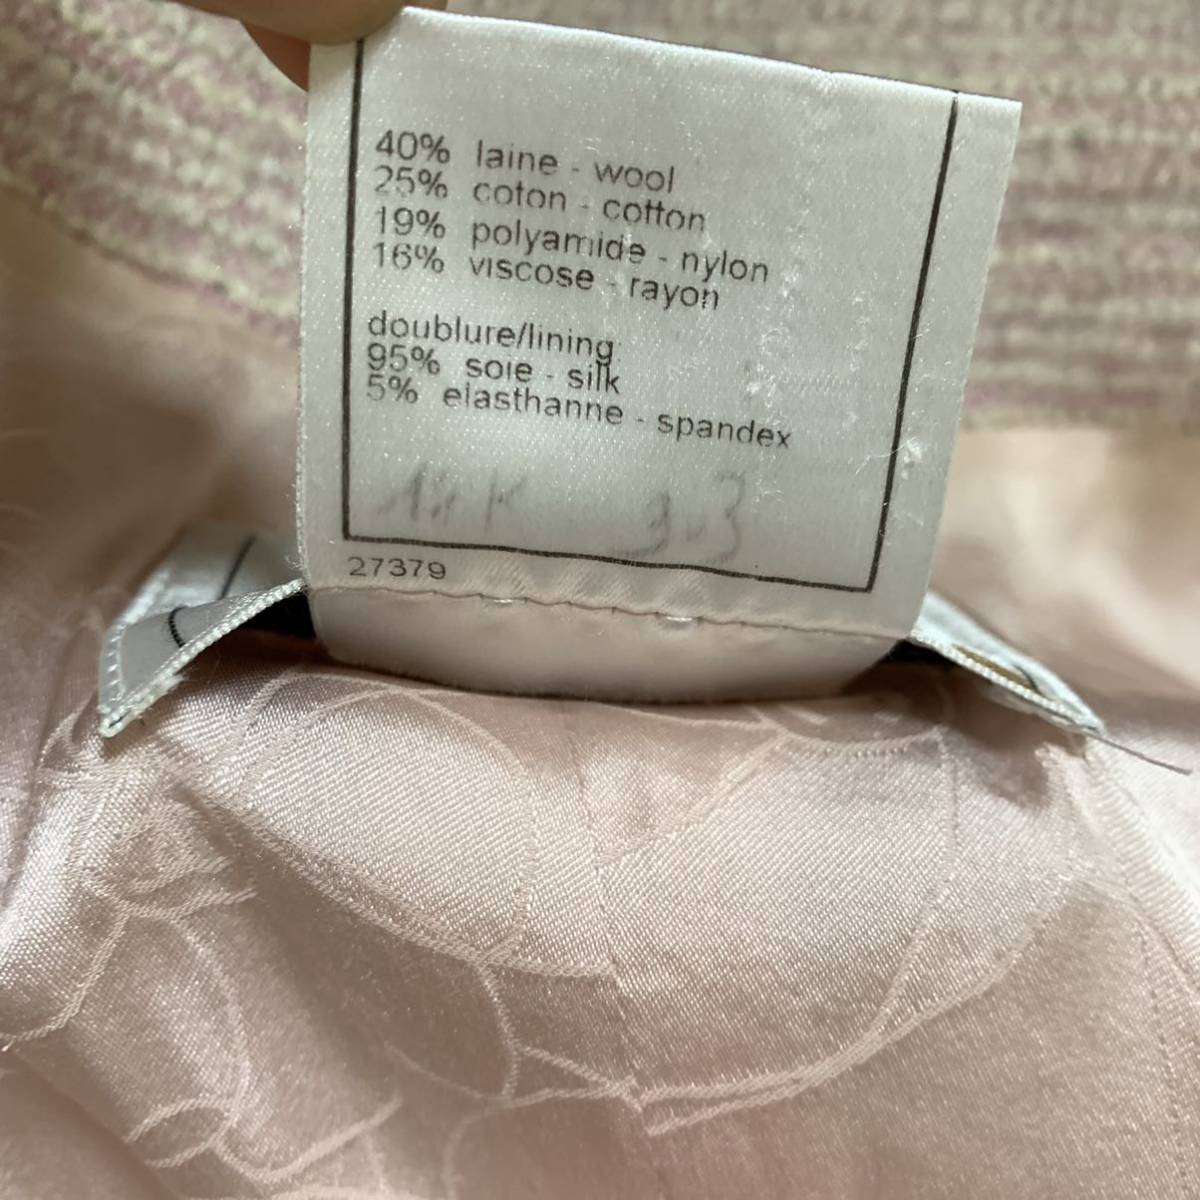 40% laine - wool
25% coton - cotton
19% polyamide - nylon
16% viscose - rayon
doublure/lining:
95% soie - silk
5% elasthanne - spandex
27379